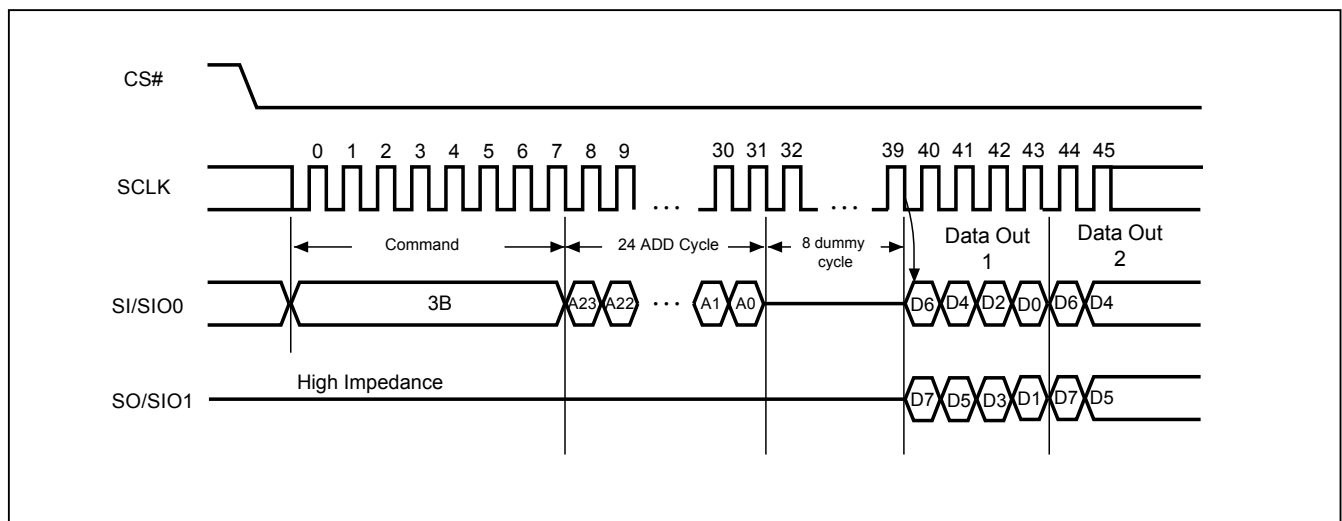 CS#
0 1 2 3 4 5 6 7 8 9 30 31 32 39 40 41 42 43 44 45
SCLK
... ...
Command 24 ADD Cycle 8 dummy cycle Data Out 1 Data Out 2
SI/SIO0 3B A23 A22 ... A1 A0 D6 D4 D2 D0 D6 D4
High Impedance
SO/SIO1 D7 D5 D3 D1 D7 D5